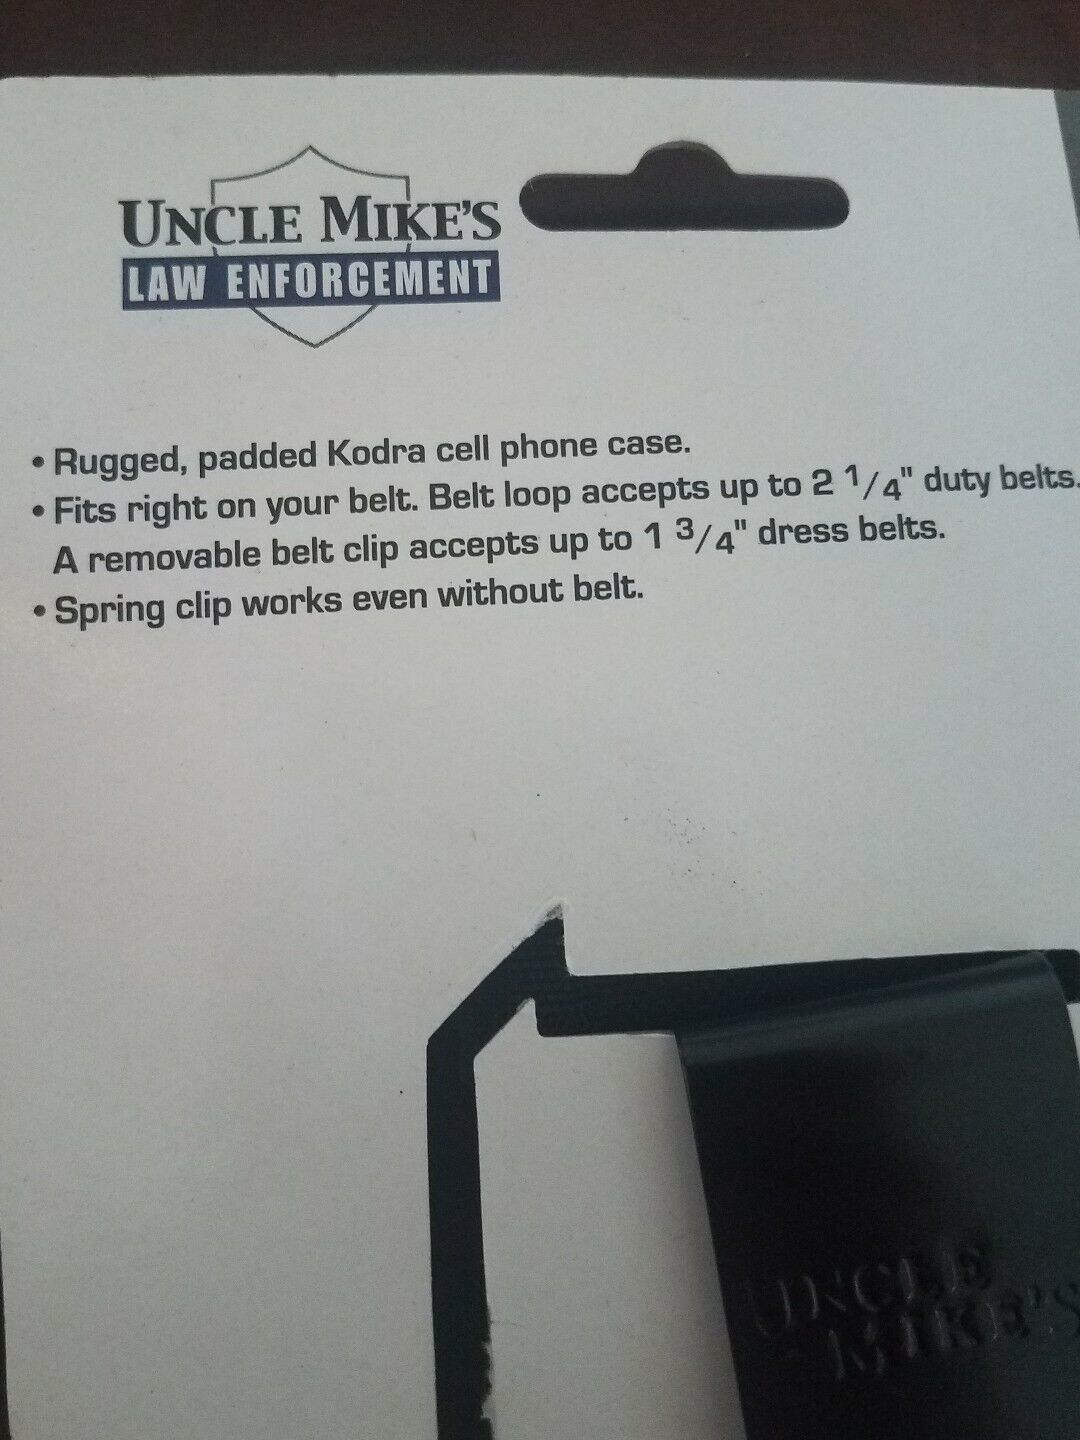 UNCLE MIKE'S
LAW ENFORCEMENT
• Rugged, padded Kodra cell phone case.
• Fits right on your belt. Belt loop accepts up to 2 1/4" duty belts.
A removable belt clip accepts up to 1 3/4" dress belts.
• Spring clip works even without belt.
UNCLE
MIKE'S